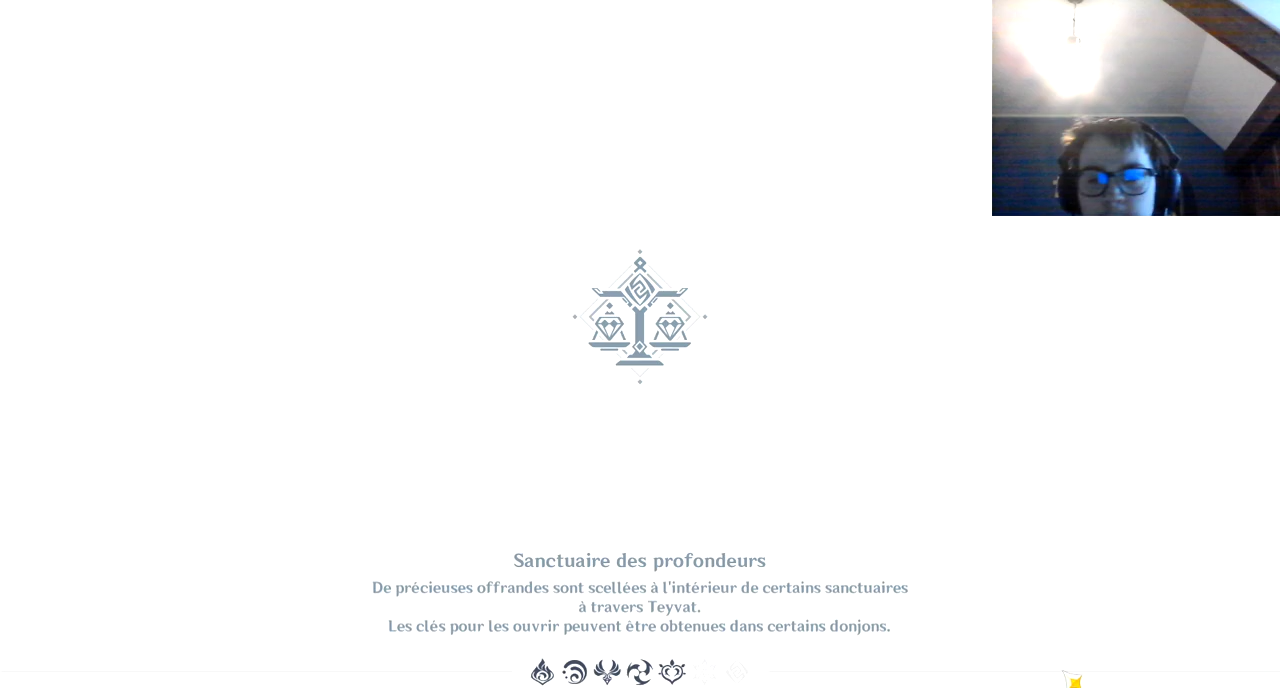 Sanctuaire des profondeurs
De précieuses offrandes sont scellées à l'intérieur de certains sanctuaires
à travers Teyvat.
Les clés pour les ouvrir peuvent être obtenues dans certains donjons.